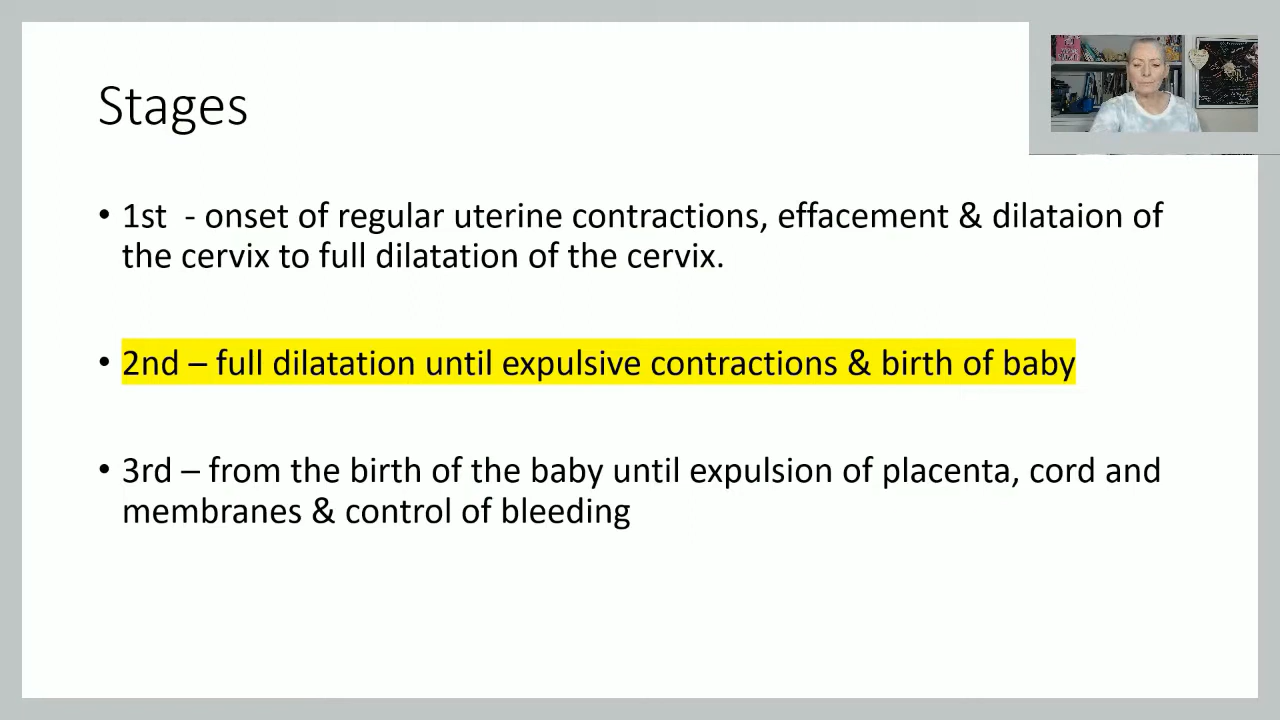 Stages
• 1st  - onset of regular uterine contractions, effacement & dilataion of
the cervix to full dilatation of the cervix.
• 2nd – full dilatation until expulsive contractions & birth of baby
• 3rd – from the birth of the baby until expulsion of placenta, cord and
membranes & control of bleeding